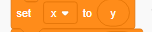 set x to y